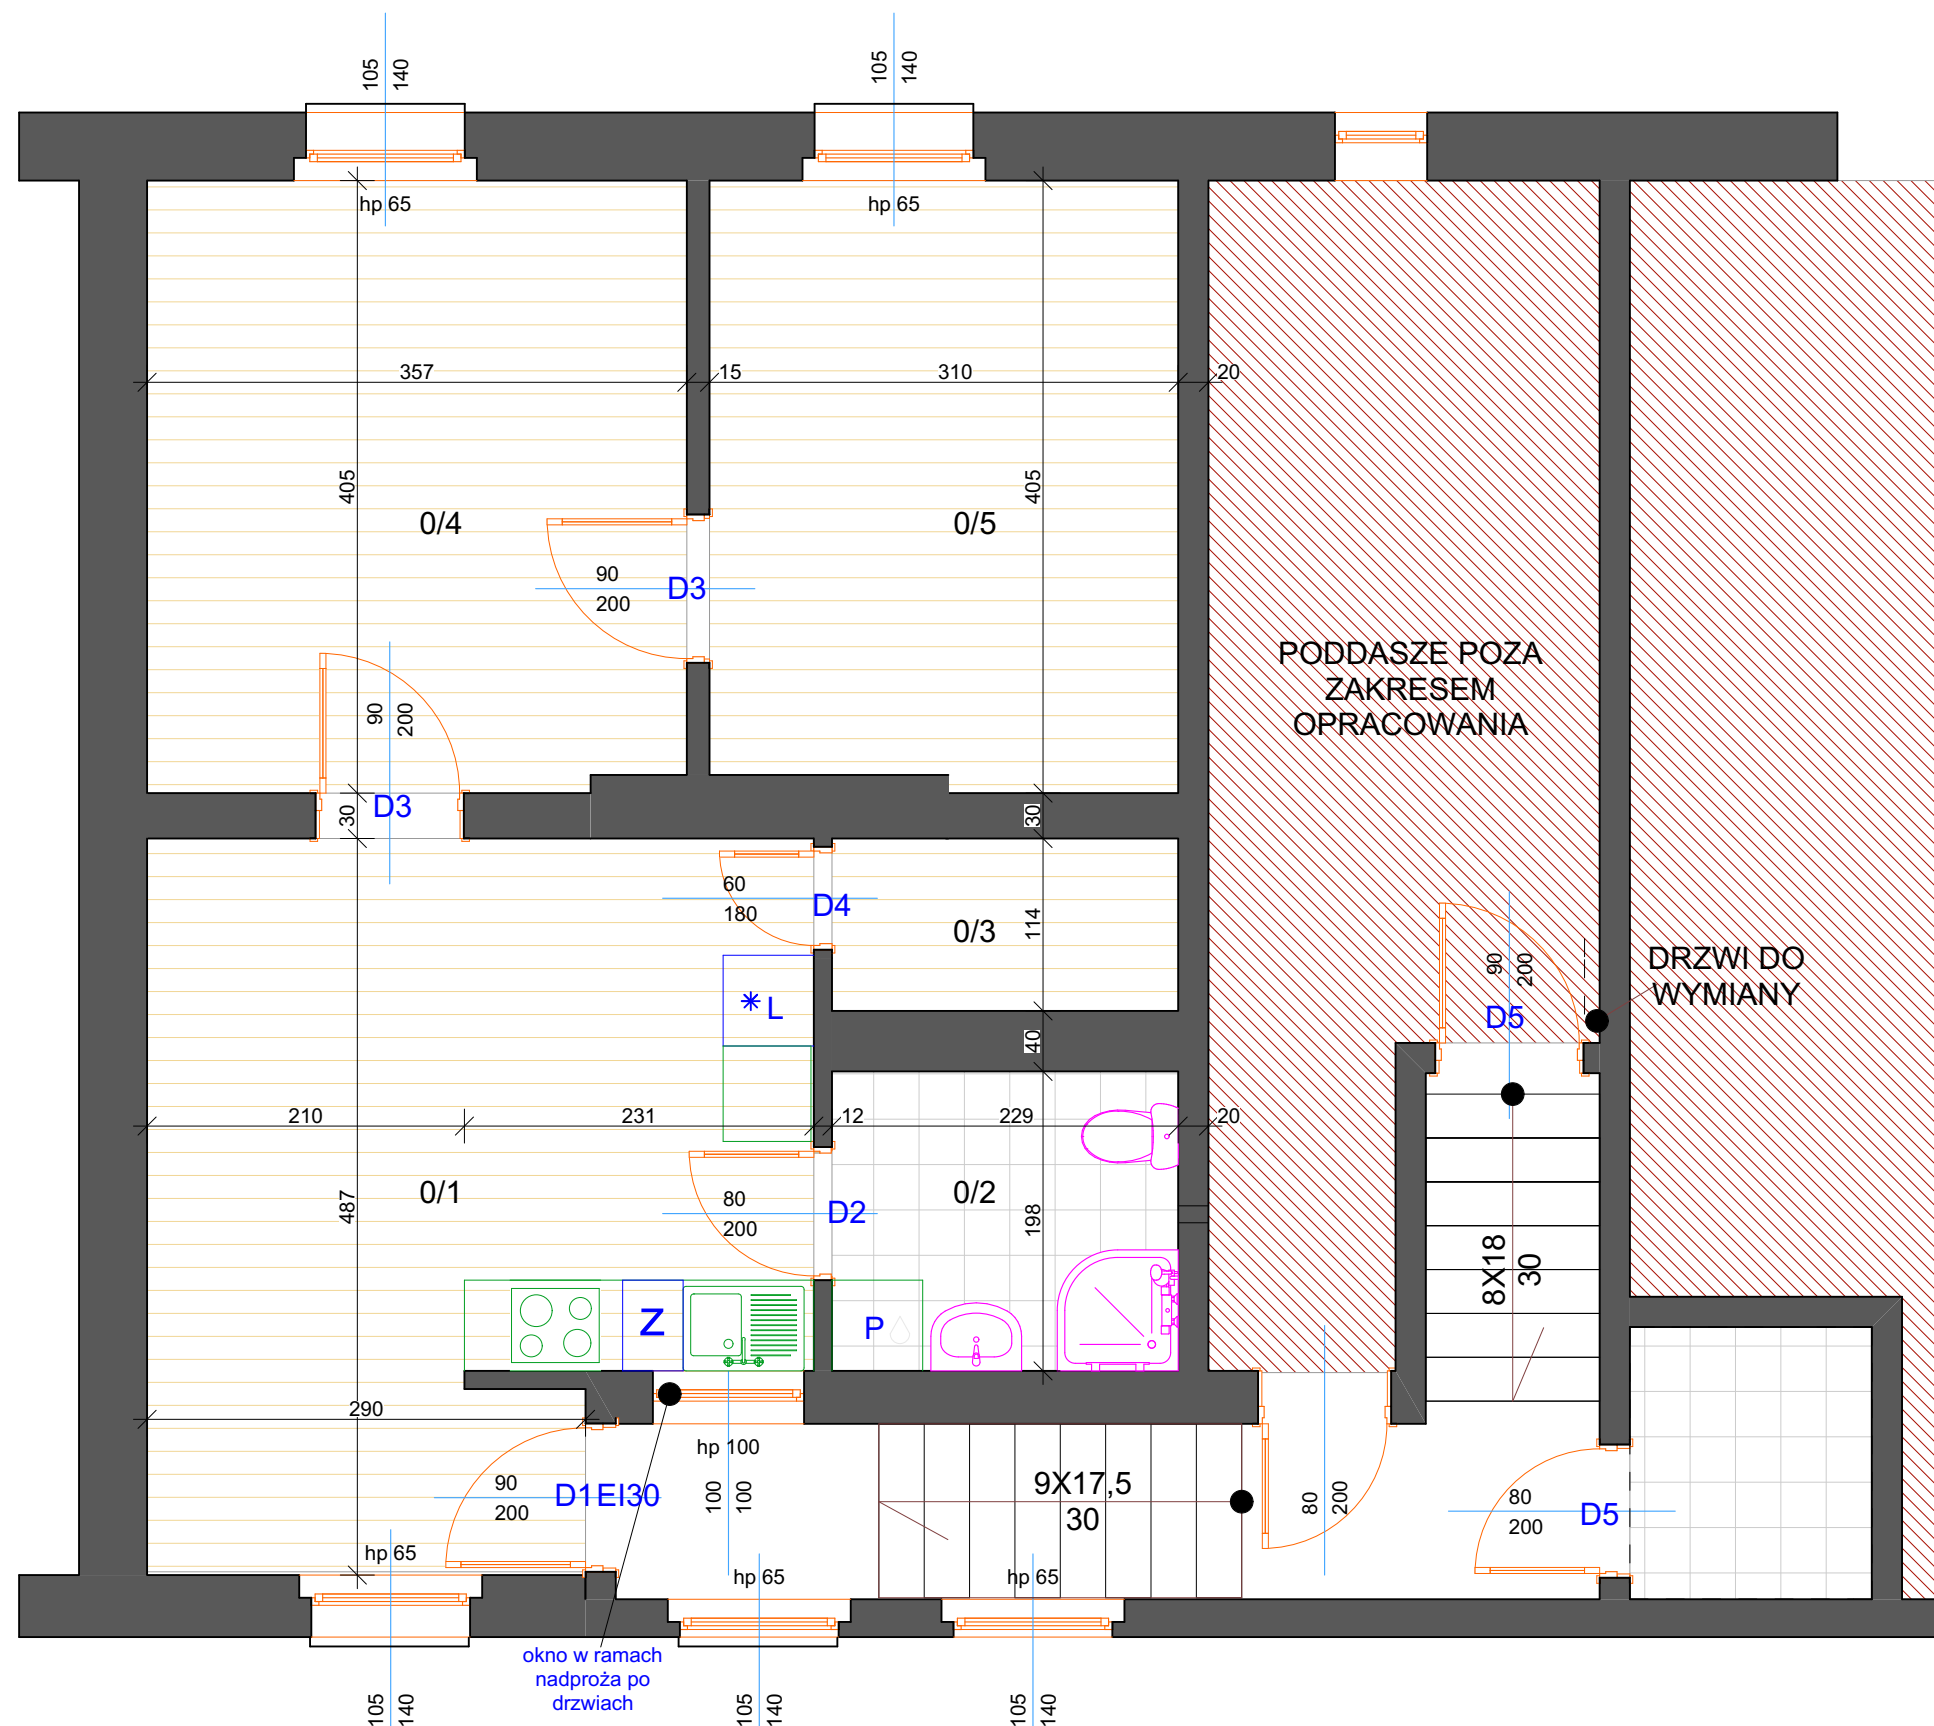 105
140
105
140
hp 65
hp 65
357
15
310
20
405
405
0/4
0/5
90
200
D3
PODDASZE POZA
ZAKRESEM
OPRACOWANIA
90
200
D3
30
30
60
180
D4
0/3
114
DRZWI DO
WYMIANY
90
200
D5
L
40
210
231
12
229
20
0/1
487
80
200
D2
0/2
198
8X18
30
Z
P
290
hp 100
100
100
90
200
D1EI30
9X17,5
30
80
200
80
200
D5
hp 65
hp 65
hp 65
okno w ramach
nadproża po
drzwiach
105
140
105
140
105
140